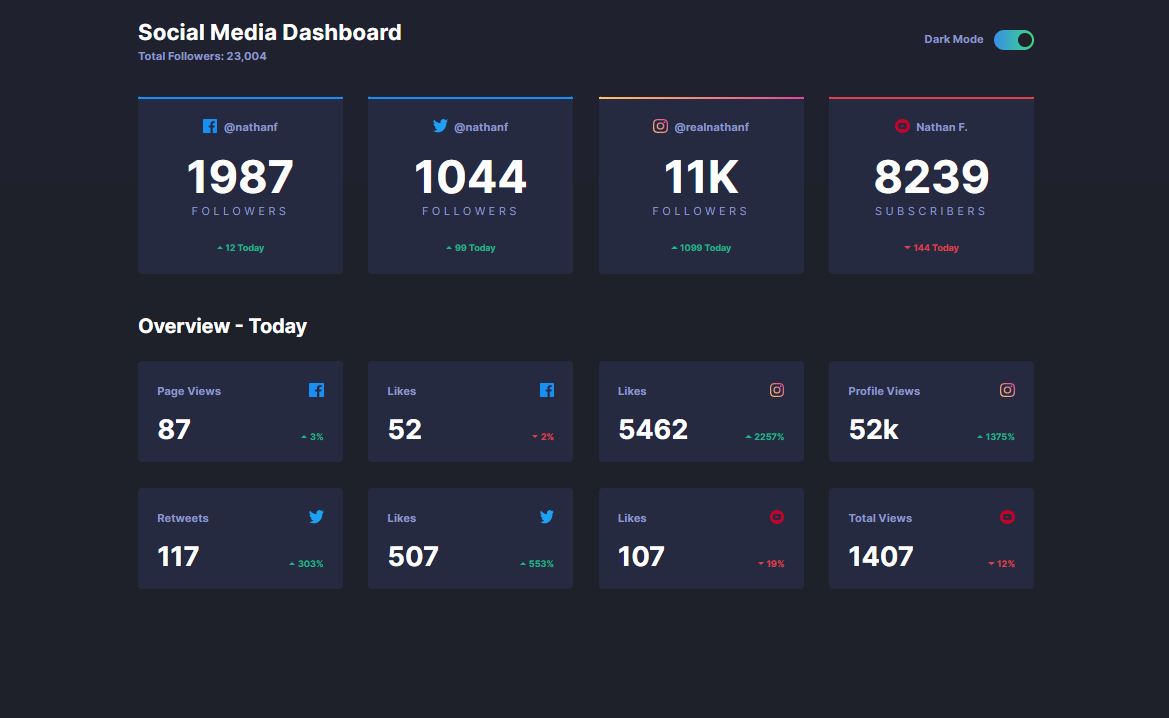 Social Media Dashboard
Total Followers: 23,004
Dark Mode
@nathanf
1987
FOLLOWERS
12 Today
@nathanf
1044
FOLLOWERS
99 Today
@realnathanf
11K
FOLLOWERS
1099 Today
Nathan F.
8239
SUBSCRIBERS
144 Today
Overview - Today
Page Views
87
3%
Likes
52
2%
Likes
5462
2257%
Profile Views
52k
1375%
Retweets
117
303%
Likes
507
553%
Likes
107
19%
Total Views
1407
12%